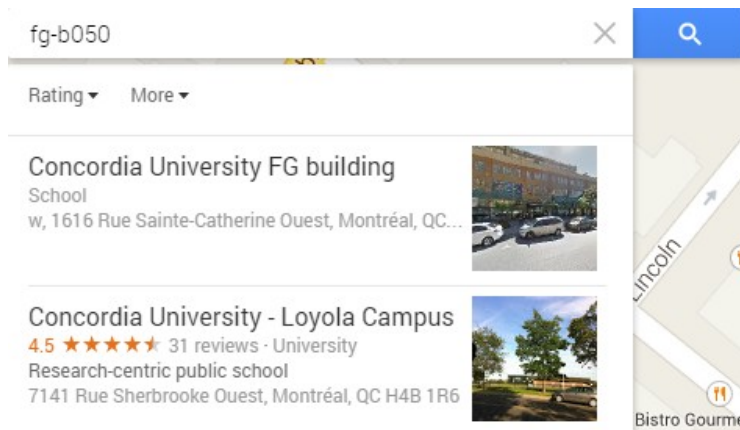 fg-b050
Rating More
Concordia University FG building
School
w, 1616 Rue Sainte-Catherine Ouest, Montréal, QC...
Concordia University - Loyola Campus
4.5 31 reviews · University
Research-centric public school
7141 Rue Sherbrooke Ouest, Montréal, QC H4B 1R6
Lincoln
Bistro Gourme